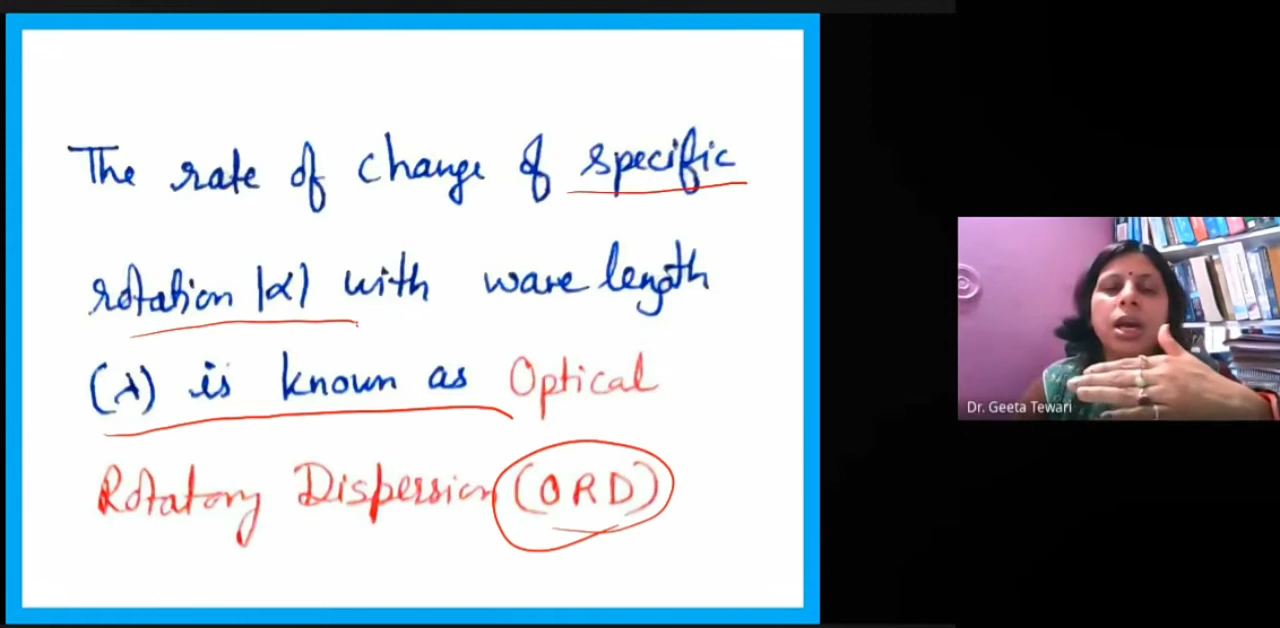 The rate of change of specific
rotation |α| with wave length
(λ) is known as Optical
Rotatory Dispersion (ORD)
Dr. Geeta Tewari